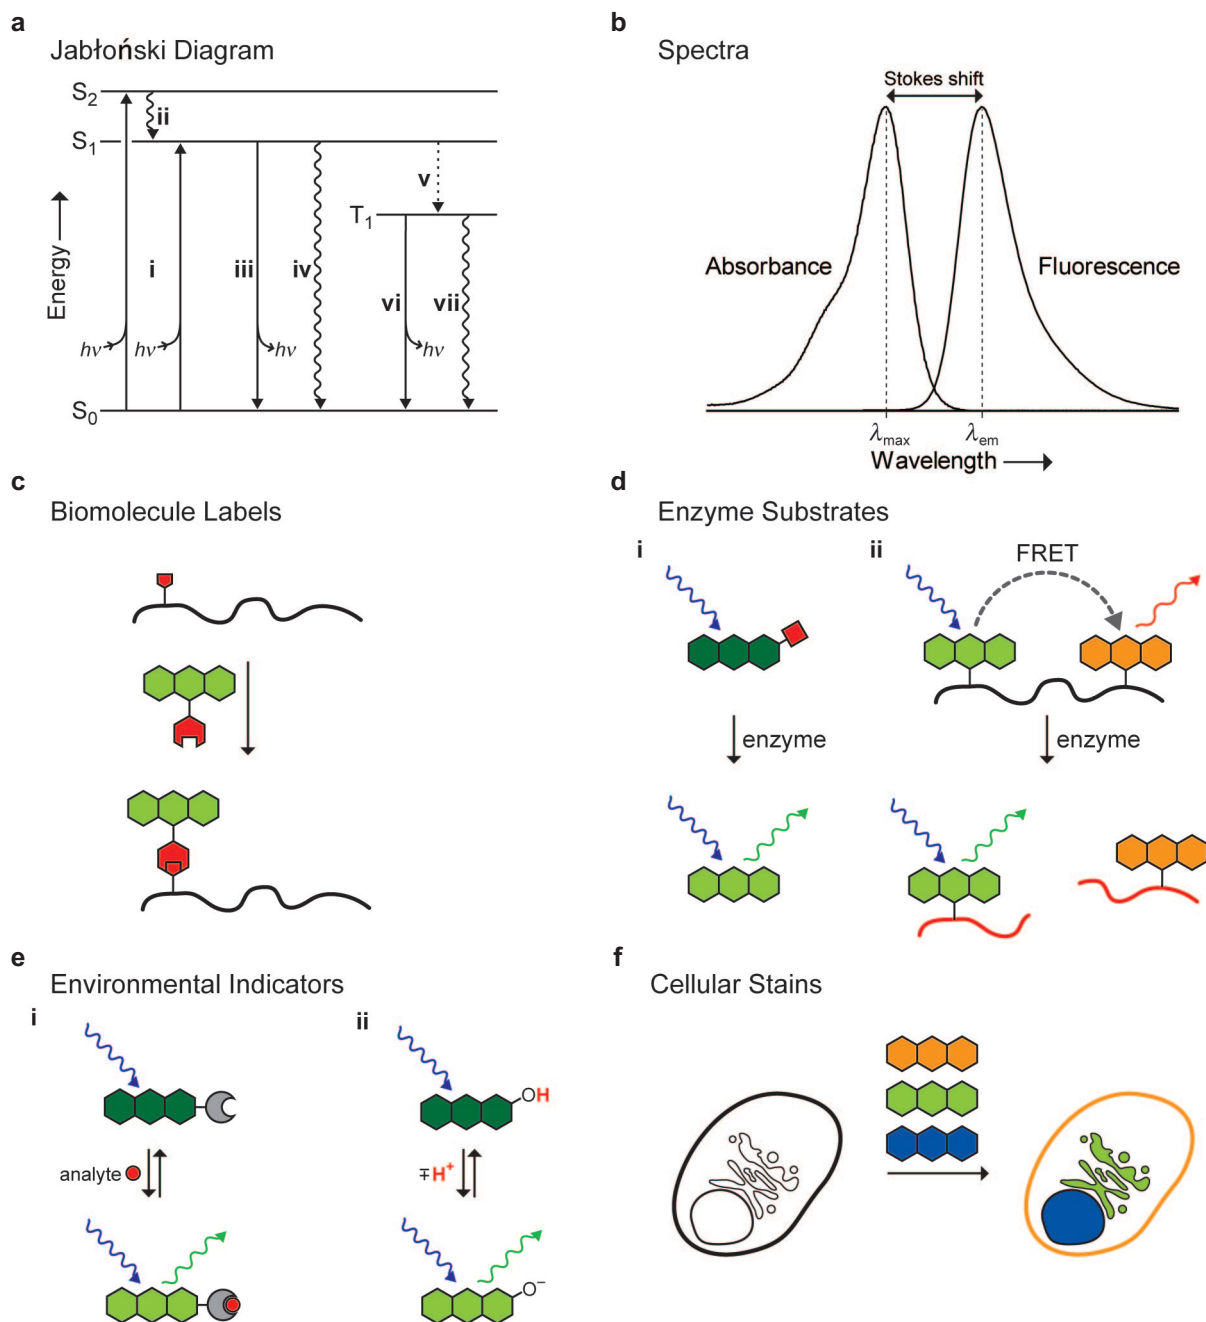 a
Jabłoński Diagram
S2
ii
S1
v
T1
Energy
i
iii
iv
vi
vii
hν
hν
hν
hν
S0
b
Spectra
Stokes shift
Absorbance
Fluorescence
λmax
λem
Wavelength
c
Biomolecule Labels
d
Enzyme Substrates
i
ii
FRET
enzyme
enzyme
e
Environmental Indicators
i
ii
OH
analyte
∓H+
O−
f
Cellular Stains